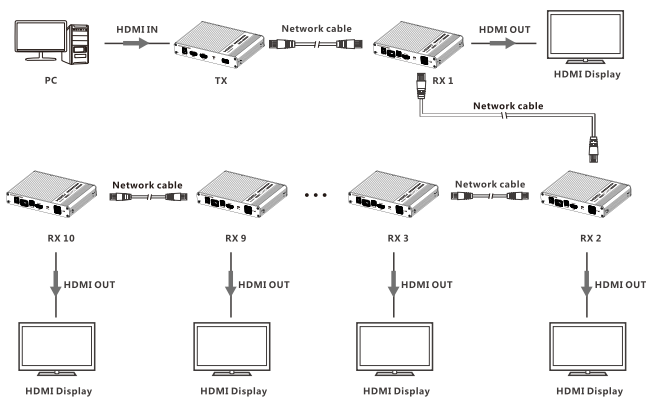 HDMI IN
Network cable
HDMI OUT
PC
TX
RX 1
HDMI Display
Network cable
Network cable
Network cable
RX 10
RX 9
RX 3
RX 2
HDMI OUT
HDMI OUT
HDMI OUT
HDMI OUT
HDMI Display
HDMI Display
HDMI Display
HDMI Display